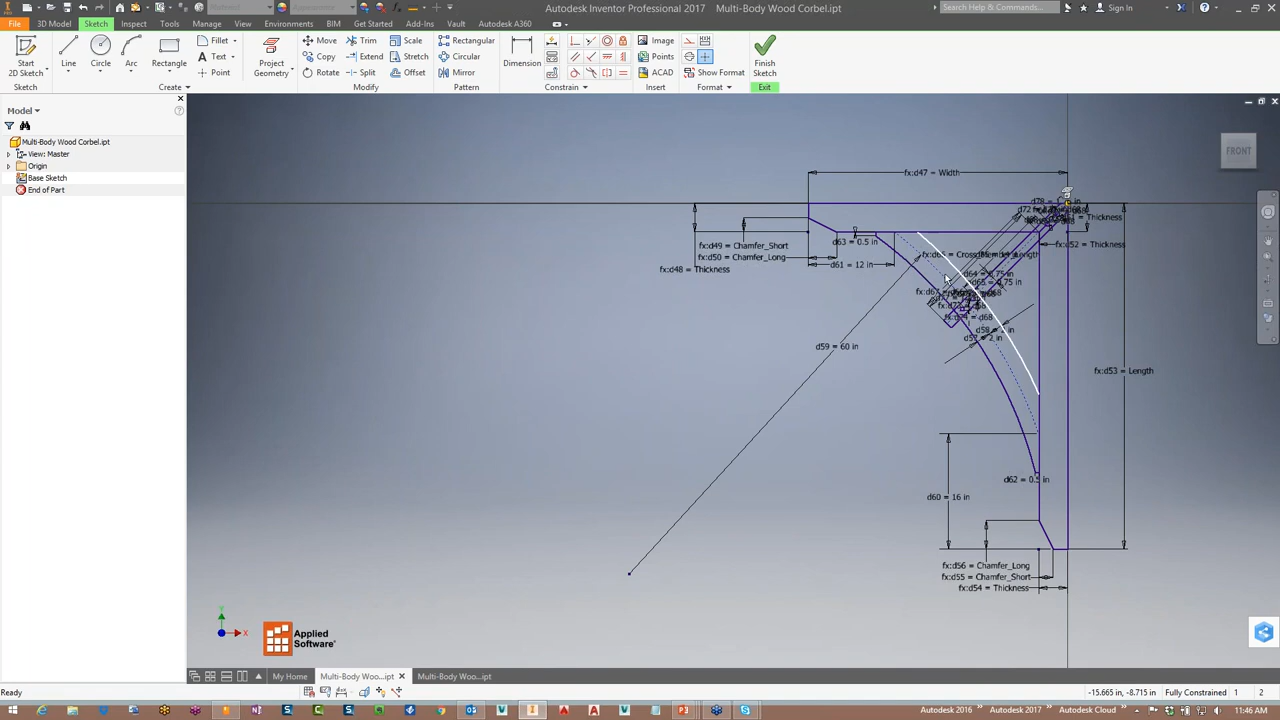 Autodesk Inventor Professional 2017 Multi-Body Wood Corbel.ipt
Search Help & Commands...
Sign In
File Sketch Inspect Tools Manage View Environments BIM Get Started Add-Ins Vault Autodesk A360
Start 2D Sketch
Line
Circle
Arc
Rectangle
Fillet
Text
Point
Project Geometry
Move
Copy
Rotate
Trim
Extend
Split
Scale
Stretch
Offset
Rectangular
Circular
Mirror
Dimension
Image
Points
ACAD
Show Format
Finish Sketch
Sketch
Create
Modify
Pattern
Constrain
Insert
Format
Exit
Model
Multi-Body Wood Corbel.ipt
View: Master
Origin
Base Sketch
End of Part
FRONT
fx:d47 = Width
fx:d49 = Chamfer_Short
fx:d50 = Chamfer_Long
fx:d48 = Thickness
d63 = 0.5 in
d61 = 12 in
fx:d52 = Thickness
d59 = 60 in
d58 = 2 in
d57 = 2 in
fx:d53 = Length
d62 = 0.5 in
d60 = 16 in
fx:d56 = Chamfer_Long
fx:d55 = Chamfer_Short
fx:d54 = Thickness
Y
X
Applied Software
My Home
Multi-Body Woo...ipt
Multi-Body Woo...ipt
Ready
-15.665 in, -8.715 in
Fully Constrained
1
2
Autodesk 2016
Autodesk 2017
Autodesk Cloud
11:46 AM